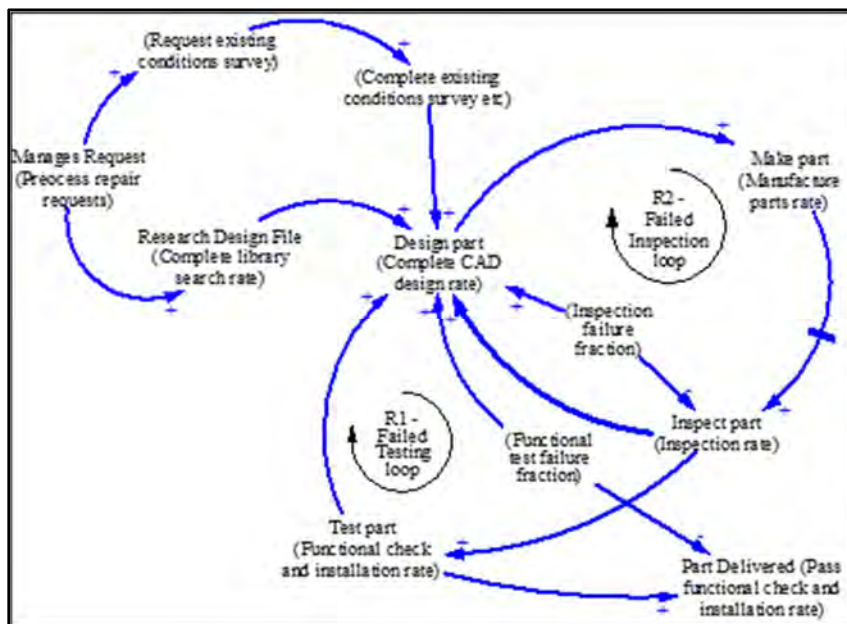 (Request existing
conditions survey)
(Complete existing
conditions survey etc)
Manages Request
(Preocess repair
requests)
Make part
(Manufacture
parts rate)
R2 -
Failed
Inspection
loop
Research Design File
(Complete library
search rate)
Design part
(Complete CAD
design rate)
(Inspection
failure
fraction)
R1 -
Failed
Testing
loop
(Functional
test failure
fraction)
Inspect part
(Inspection rate)
Test part
(Functional check
and installation rate)
Part Delivered (Pass
functional check and
installation rate)